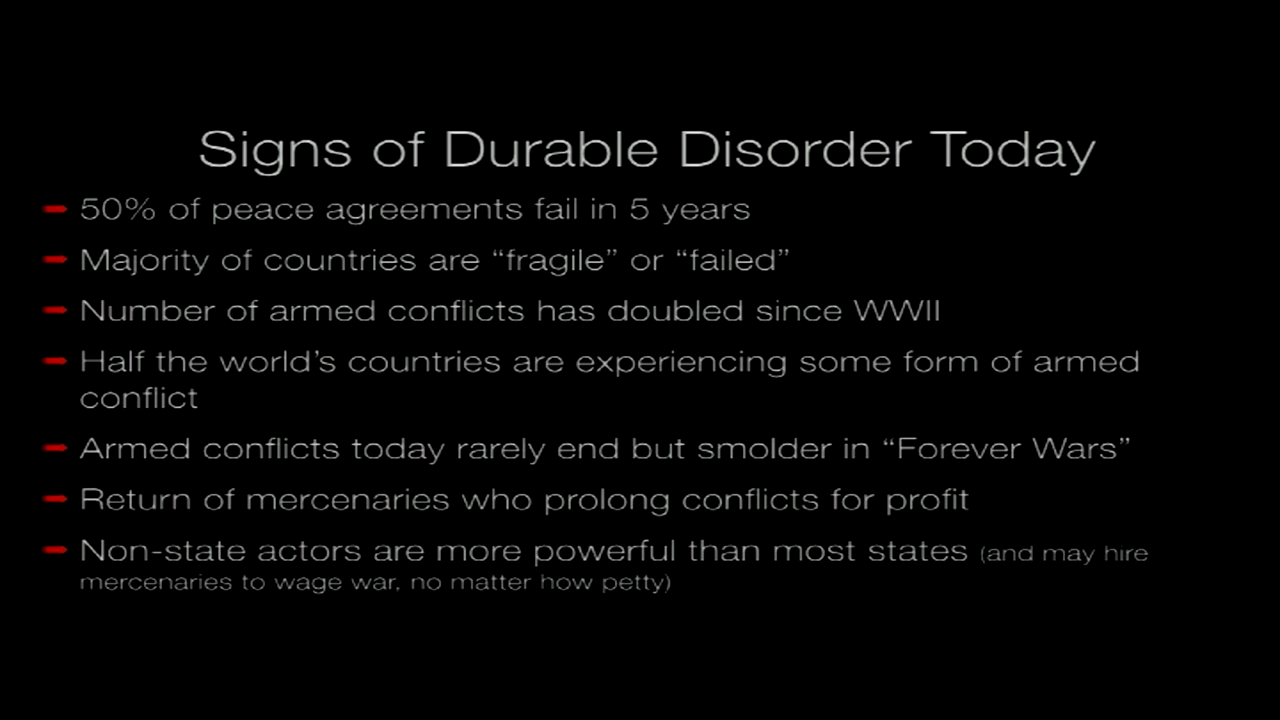 Signs of Durable Disorder Today
50% of peace agreements fail in 5 years
Majority of countries are “fragile” or “failed”
Number of armed conflicts has doubled since WWII
Half the world’s countries are experiencing some form of armed
conflict
Armed conflicts today rarely end but smolder in “Forever Wars”
Return of mercenaries who prolong conflicts for profit
Non-state actors are more powerful than most states (and may hire
mercenaries to wage war, no matter how petty)